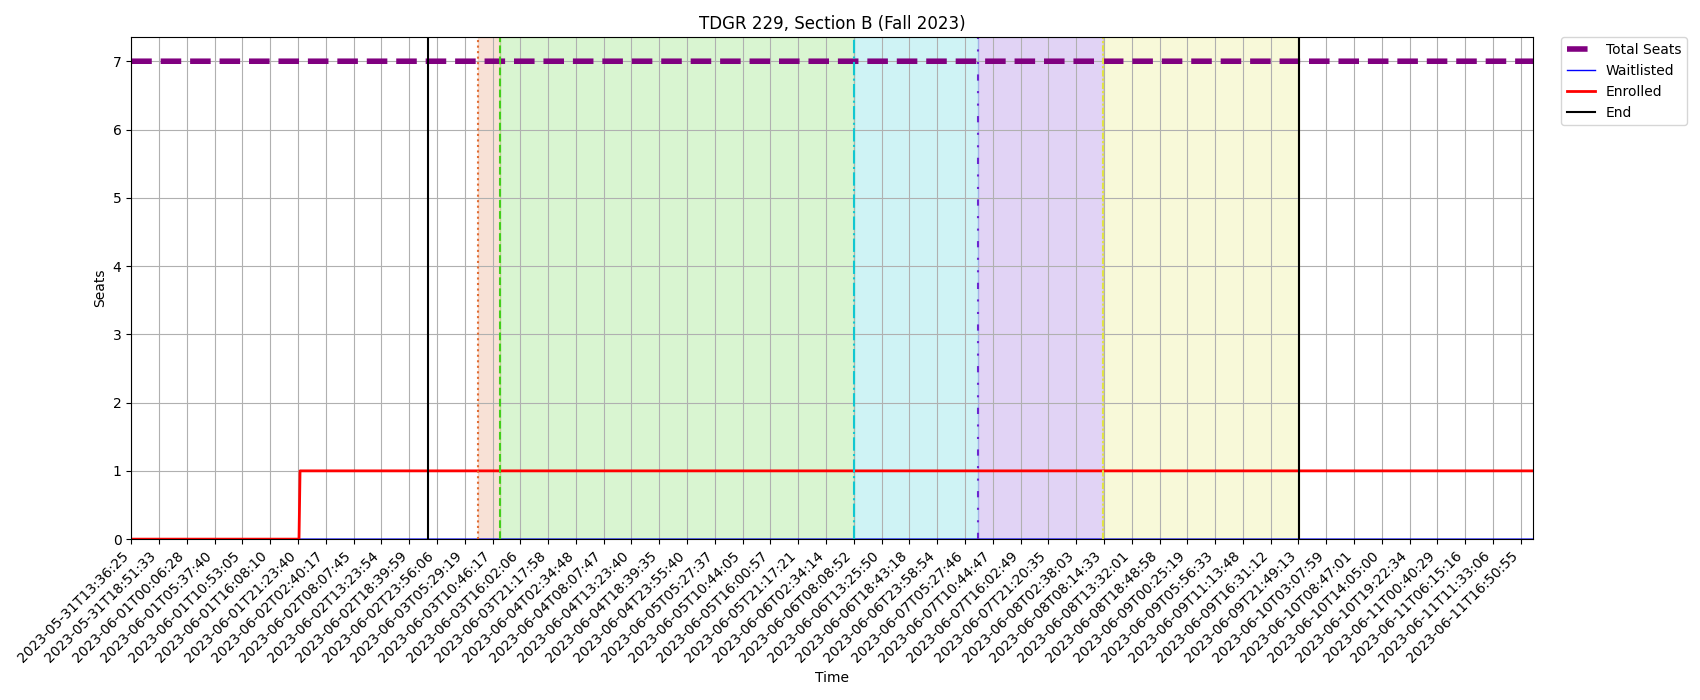 TDGR 229, Section B (Fall 2023)
Total Seats
Waitlisted
Enrolled
End
Seats
7
6
5
4
3
2
1
0
2023-05-31T13:36:25
2023-05-31T18:51:33
2023-06-01T00:06:28
2023-06-01T05:37:40
2023-06-01T10:53:05
2023-06-01T16:08:10
2023-06-01T21:23:40
2023-06-02T02:40:17
2023-06-02T08:07:45
2023-06-02T13:23:54
2023-06-02T18:39:59
2023-06-02T23:56:06
2023-06-03T05:29:19
2023-06-03T10:46:17
2023-06-03T16:02:06
2023-06-03T21:17:58
2023-06-04T02:34:48
2023-06-04T08:07:47
2023-06-04T13:23:40
2023-06-04T18:39:35
2023-06-04T23:55:40
2023-06-05T05:27:37
2023-06-05T10:44:05
2023-06-05T16:00:57
2023-06-05T21:17:21
2023-06-06T02:34:14
2023-06-06T08:08:52
2023-06-06T13:25:50
2023-06-06T18:43:18
2023-06-06T23:58:54
2023-06-07T05:27:46
2023-06-07T10:44:47
2023-06-07T16:02:49
2023-06-07T21:20:35
2023-06-08T02:38:03
2023-06-08T08:14:33
2023-06-08T13:32:01
2023-06-08T18:48:58
2023-06-09T00:25:19
2023-06-09T05:56:33
2023-06-09T11:13:48
2023-06-09T16:31:12
2023-06-09T21:49:13
2023-06-10T03:07:59
2023-06-10T08:47:01
2023-06-10T14:05:00
2023-06-10T19:22:34
2023-06-11T00:40:29
2023-06-11T06:15:16
2023-06-11T11:33:06
2023-06-11T16:50:55
Time